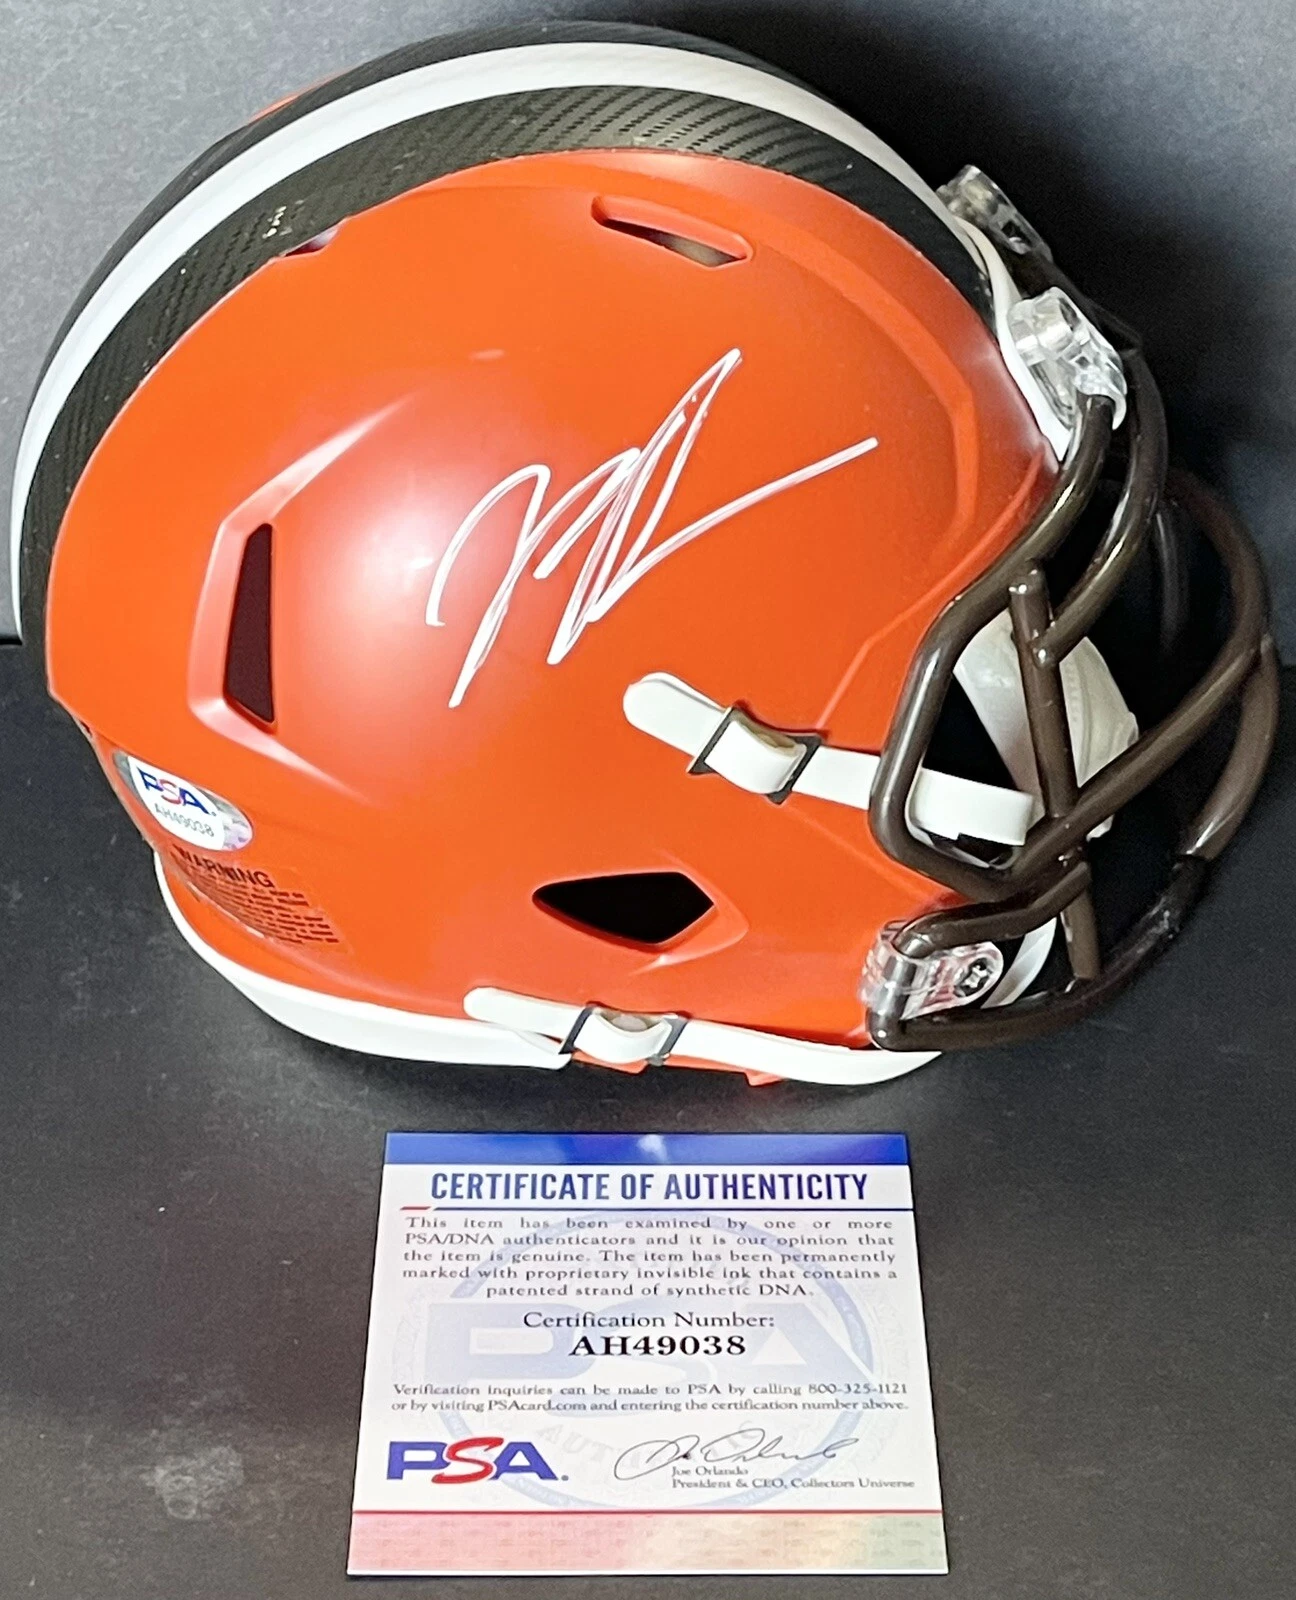 PSA
AH49038
WARNING
CERTIFICATE OF AUTHENTICITY
This item has been examined by one or more
PSA/DNA authenticators and it is our opinion that
the item is genuine. The item has been permanently
marked with proprietary invisible ink that contains a
patented strand of synthetic DNA.
Certification Number:
AH49038
Verification inquiries can be made to PSA by calling 800-325-1121
or by visiting PSAcard.com and entering the certification number above.
PSA
Joe Orlando
President & CEO, Collectors Universe